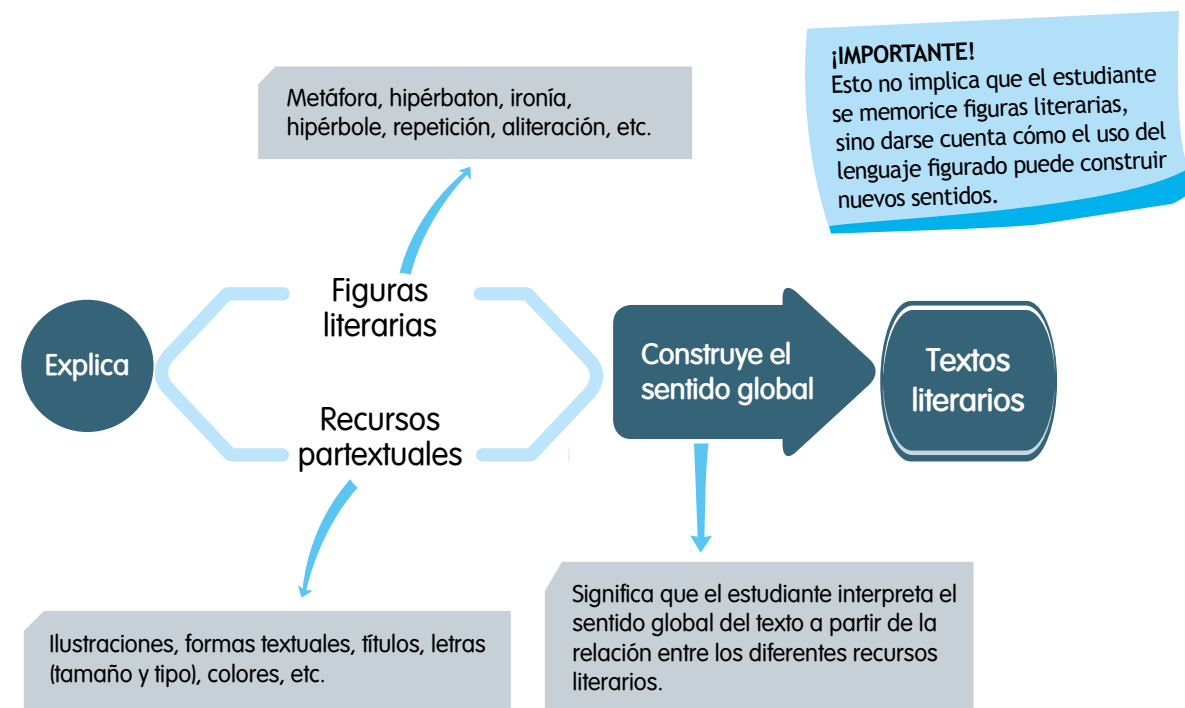 ¡IMPORTANTE!
Esto no implica que el estudiante
se memorice figuras literarias,
sino darse cuenta cómo el uso del
lenguaje figurado puede construir
nuevos sentidos.
Metáfora, hipérbaton, ironía,
hipérbole, repetición, aliteración, etc.
Explica
Figuras
literarias
Recursos
partextuales
Construye el
sentido global
Textos
literarios
Ilustraciones, formas textuales, títulos, letras
(tamaño y tipo), colores, etc.
Significa que el estudiante interpreta el
sentido global del texto a partir de la
relación entre los diferentes recursos
literarios.